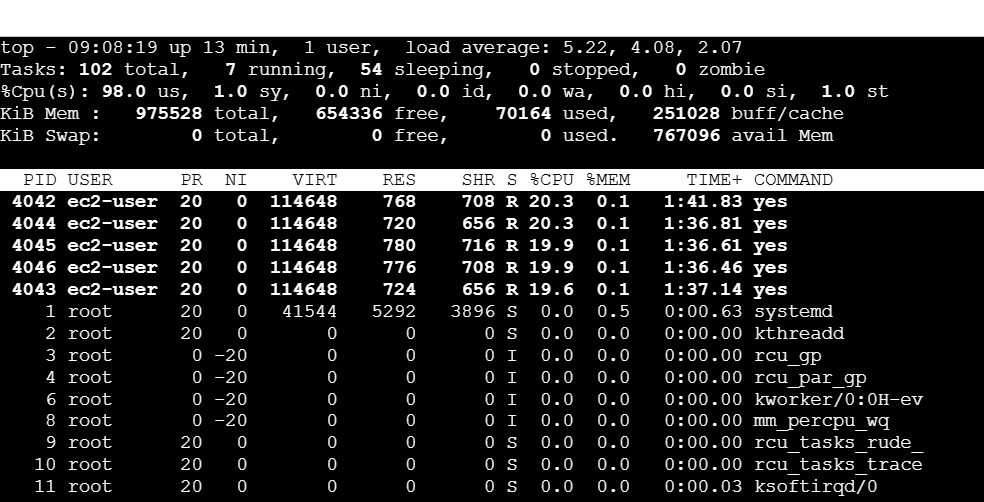 top - 09:08:19 up 13 min,  1 user,  load average: 5.22, 4.08, 2.07
Tasks: 102 total,   7 running,  54 sleeping,   0 stopped,   0 zombie
%Cpu(s): 98.0 us,  1.0 sy,  0.0 ni,  0.0 id,  0.0 wa,  0.0 hi,  0.0 si,  1.0 st
KiB Mem :   975528 total,   654336 free,    70164 used,   251028 buff/cache
KiB Swap:        0 total,        0 free,        0 used.   767096 avail Mem
  PID USER      PR  NI    VIRT    RES    SHR S %CPU %MEM     TIME+ COMMAND
 4042 ec2-user  20   0  114648    768    708 R 20.3  0.1   1:41.83 yes
 4044 ec2-user  20   0  114648    720    656 R 20.3  0.1   1:36.81 yes
 4045 ec2-user  20   0  114648    780    716 R 19.9  0.1   1:36.61 yes
 4046 ec2-user  20   0  114648    776    708 R 19.9  0.1   1:36.46 yes
 4043 ec2-user  20   0  114648    724    656 R 19.6  0.1   1:37.14 yes
    1 root      20   0   41544   5292   3896 S  0.0  0.5   0:00.63 systemd
    2 root      20   0       0      0      0 S  0.0  0.0   0:00.00 kthreadd
    3 root       0 -20       0      0      0 I  0.0  0.0   0:00.00 rcu_gp
    4 root       0 -20       0      0      0 I  0.0  0.0   0:00.00 rcu_par_gp
    6 root       0 -20       0      0      0 I  0.0  0.0   0:00.00 kworker/0:0H-ev
    8 root       0 -20       0      0      0 I  0.0  0.0   0:00.00 mm_percpu_wq
    9 root      20   0       0      0      0 S  0.0  0.0   0:00.00 rcu_tasks_rude_
   10 root      20   0       0      0      0 S  0.0  0.0   0:00.00 rcu_tasks_trace
   11 root      20   0       0      0      0 S  0.0  0.0   0:00.03 ksoftirqd/0